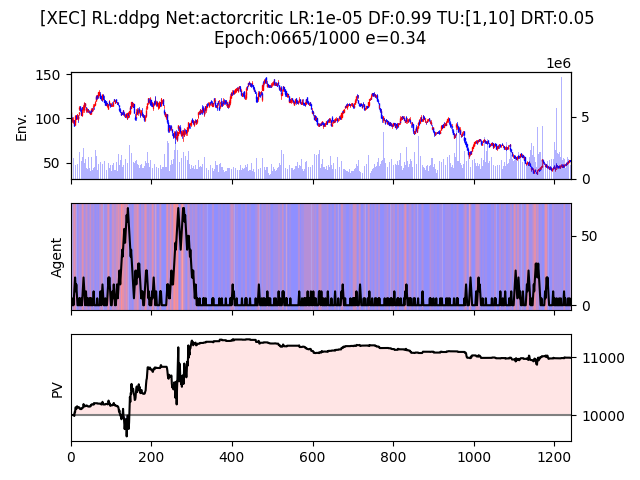 [XEC] RL:ddpg Net:actorcritic LR:1e-05 DF:0.99 TU:[1,10] DRT:0.05
Epoch:0665/1000 e=0.34
1e6
150
100
50
Env.
5
0
Agent
50
0
PV
11000
10000
0
200
400
600
800
1000
1200